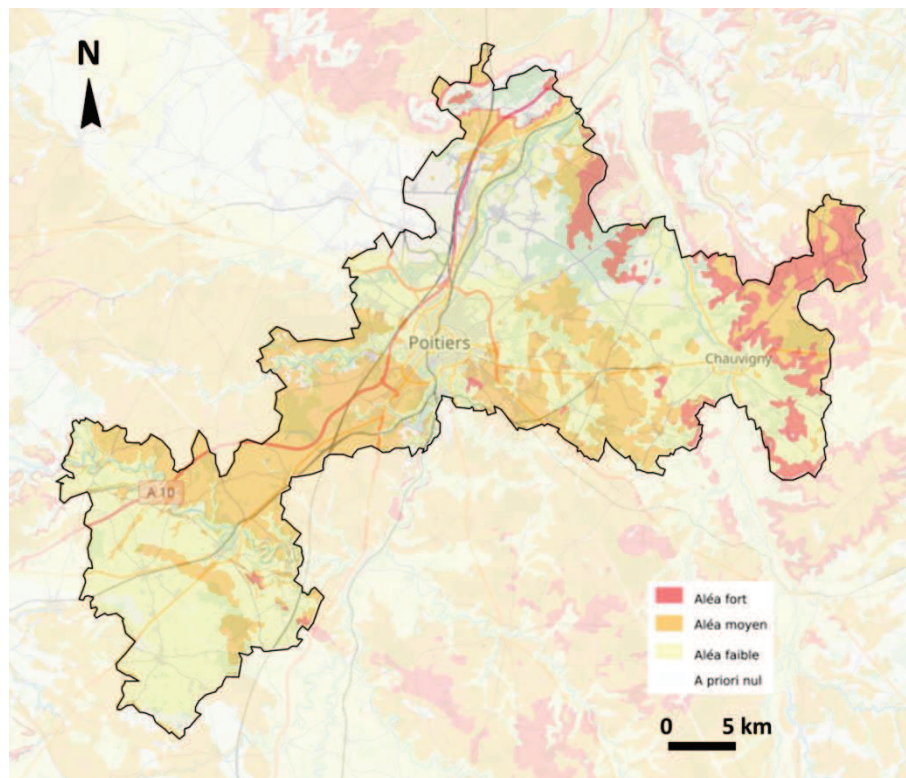 N
Poitiers
Chauvigny
A 10
Aléa fort
Aléa moyen
Aléa faible
A priori nul
0 5 km